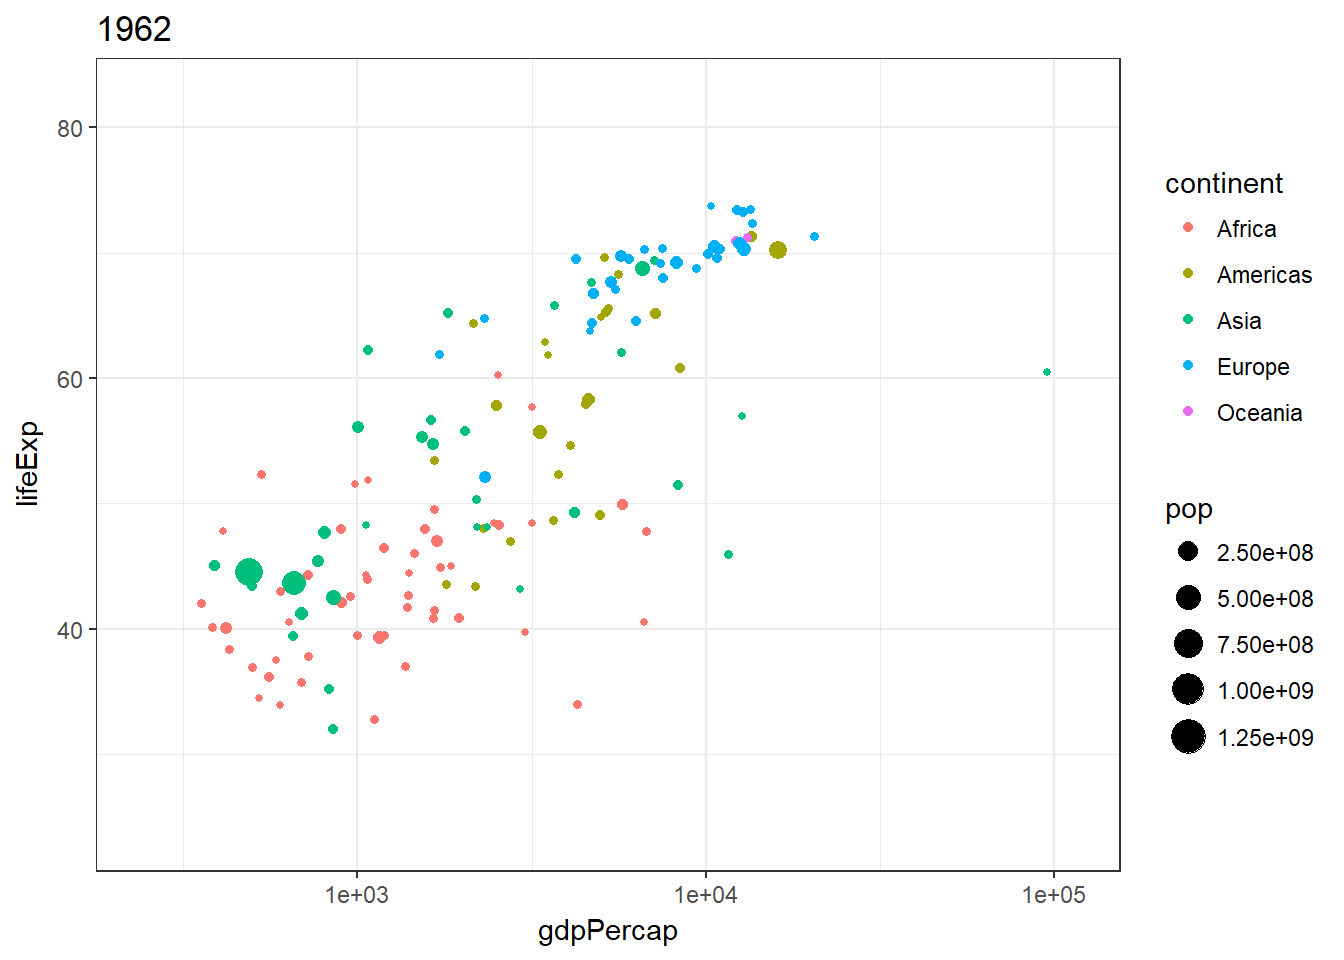 1962
80
60
40
lifeExp
1e+03
1e+04
1e+05
gdpPercap
continent
Africa
Americas
Asia
Europe
Oceania
pop
2.50e+08
5.00e+08
7.50e+08
1.00e+09
1.25e+09